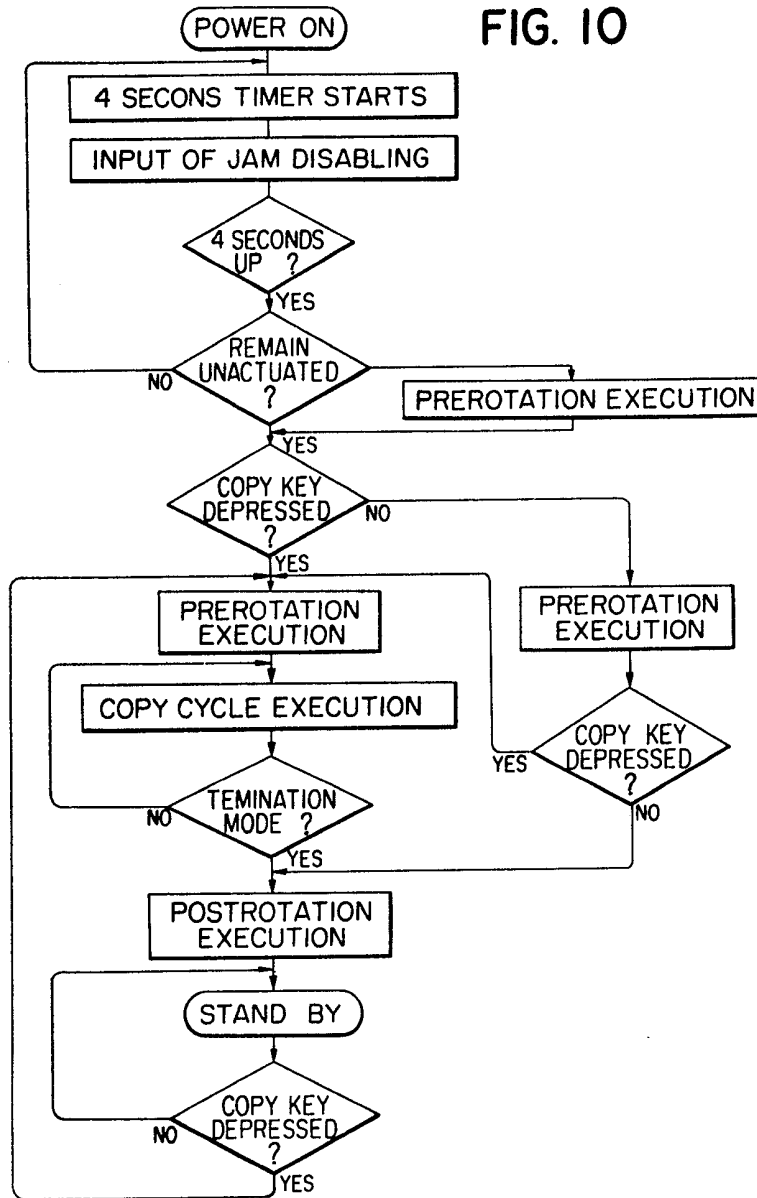 POWER ON
FIG. 10
4 SECONS TIMER STARTS
INPUT OF JAM DISABLING
4 SECONDS
UP ?
YES
REMAIN
UNACTUATED
?
NO
YES
PREROTATION EXECUTION
COPY KEY
DEPRESSED
?
NO
YES
PREROTATION
EXECUTION
PREROTATION
EXECUTION
COPY CYCLE EXECUTION
COPY KEY
DEPRESSED
?
YES
NO
TEMINATION
MODE ?
NO
YES
POSTROTATION
EXECUTION
STAND BY
COPY KEY
DEPRESSED
?
NO
YES